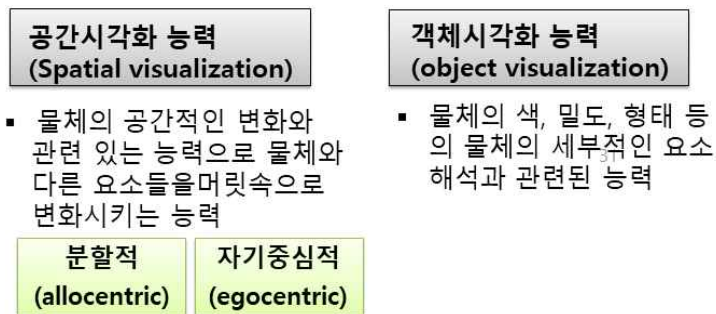 공간시각화 능력
(Spatial visualization)
▪ 물체의 공간적인 변화와
관련 있는 능력으로 물체와
다른 요소들을머릿속으로
변화시키는 능력
분할적
(allocentric)
자기중심적
(egocentric)
객체시각화 능력
(object visualization)
▪ 물체의 색, 밀도, 형태 등
의 물체의 세부적인 요소
해석과 관련된 능력
31